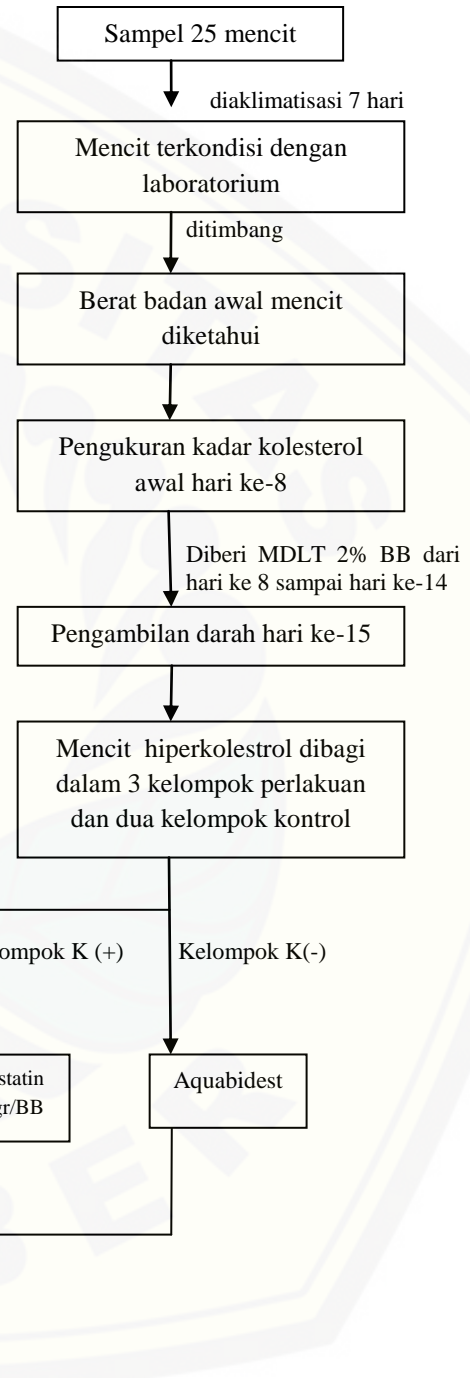 Sampel 25 mencit
diaklimatisasi 7 hari
Mencit terkondisi dengan
laboratorium
ditimbang
Berat badan awal mencit
diketahui
Pengukuran kadar kolesterol
awal hari ke-8
Diberi MDLT 2% BB dari
hari ke 8 sampai hari ke-14
Pengambilan darah hari ke-15
Mencit hiperkolestrol dibagi
dalam 3 kelompok perlakuan
dan dua kelompok kontrol
ompok K (+)
Kelompok K(-)
statin
gr/BB
Aquabidest
SITAS
BER